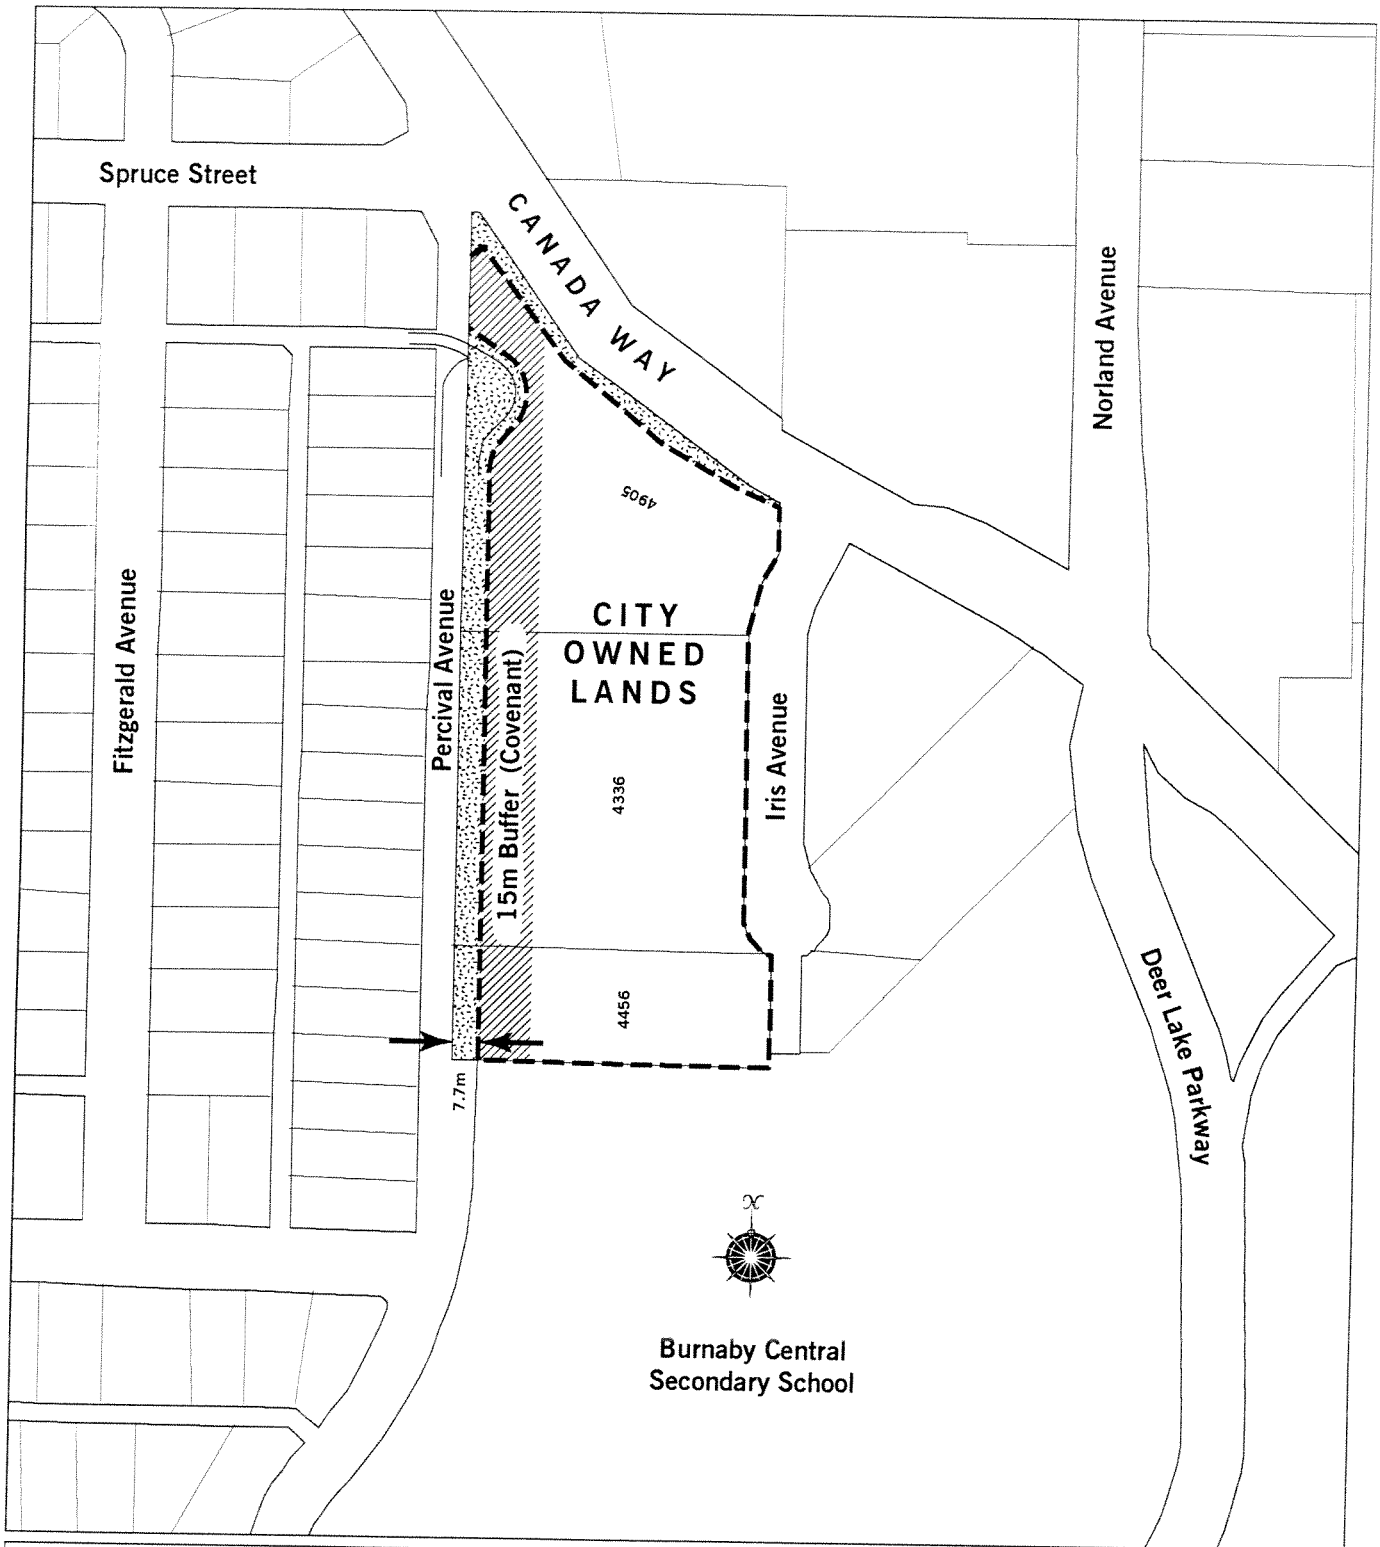 Spruce Street
CANADA WAY
Norland Avenue
4905
Fitzgerald Avenue
Percival Avenue
CITY
OWNED
LANDS
15m Buffer (Covenant)
Iris Avenue
4336
4456
Deer Lake Parkway
7.7m
N
Burnaby Central
Secondary School